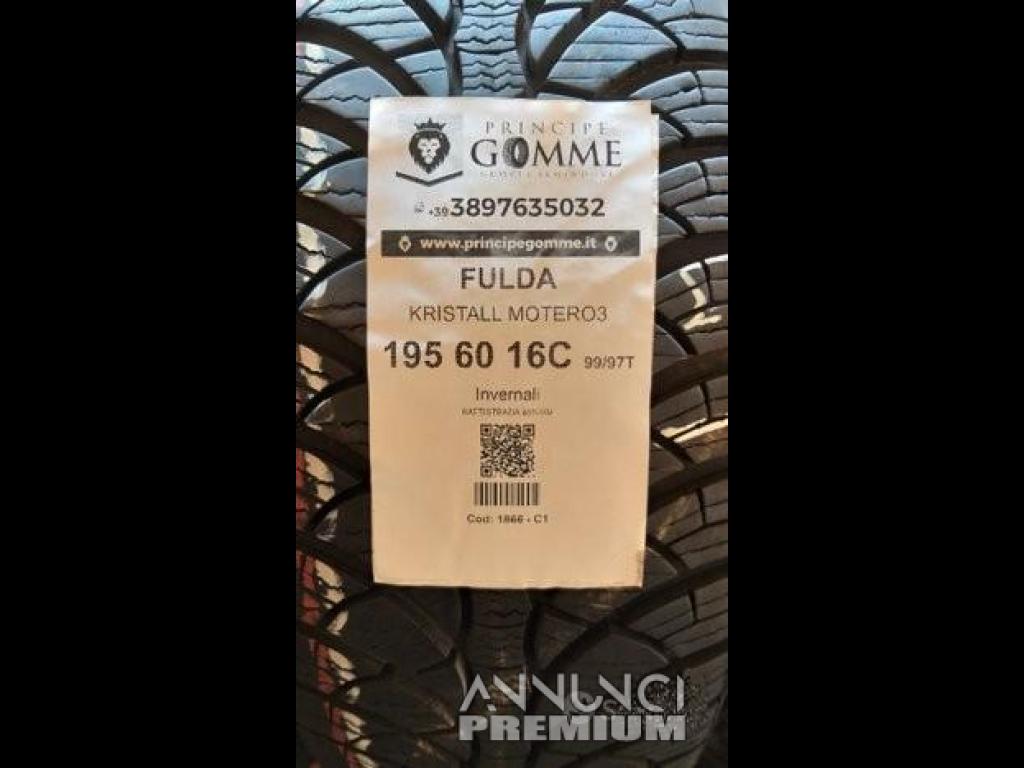 PRINCIPE
GOMME
+39 3897635032
www.principegomme.it
FULDA
KRISTALL MOTERO3
195 60 16C 99/97T
Invernali
BATTISTRADA
Cod: 1866 - C1
ANNUNCI
PREMIUM